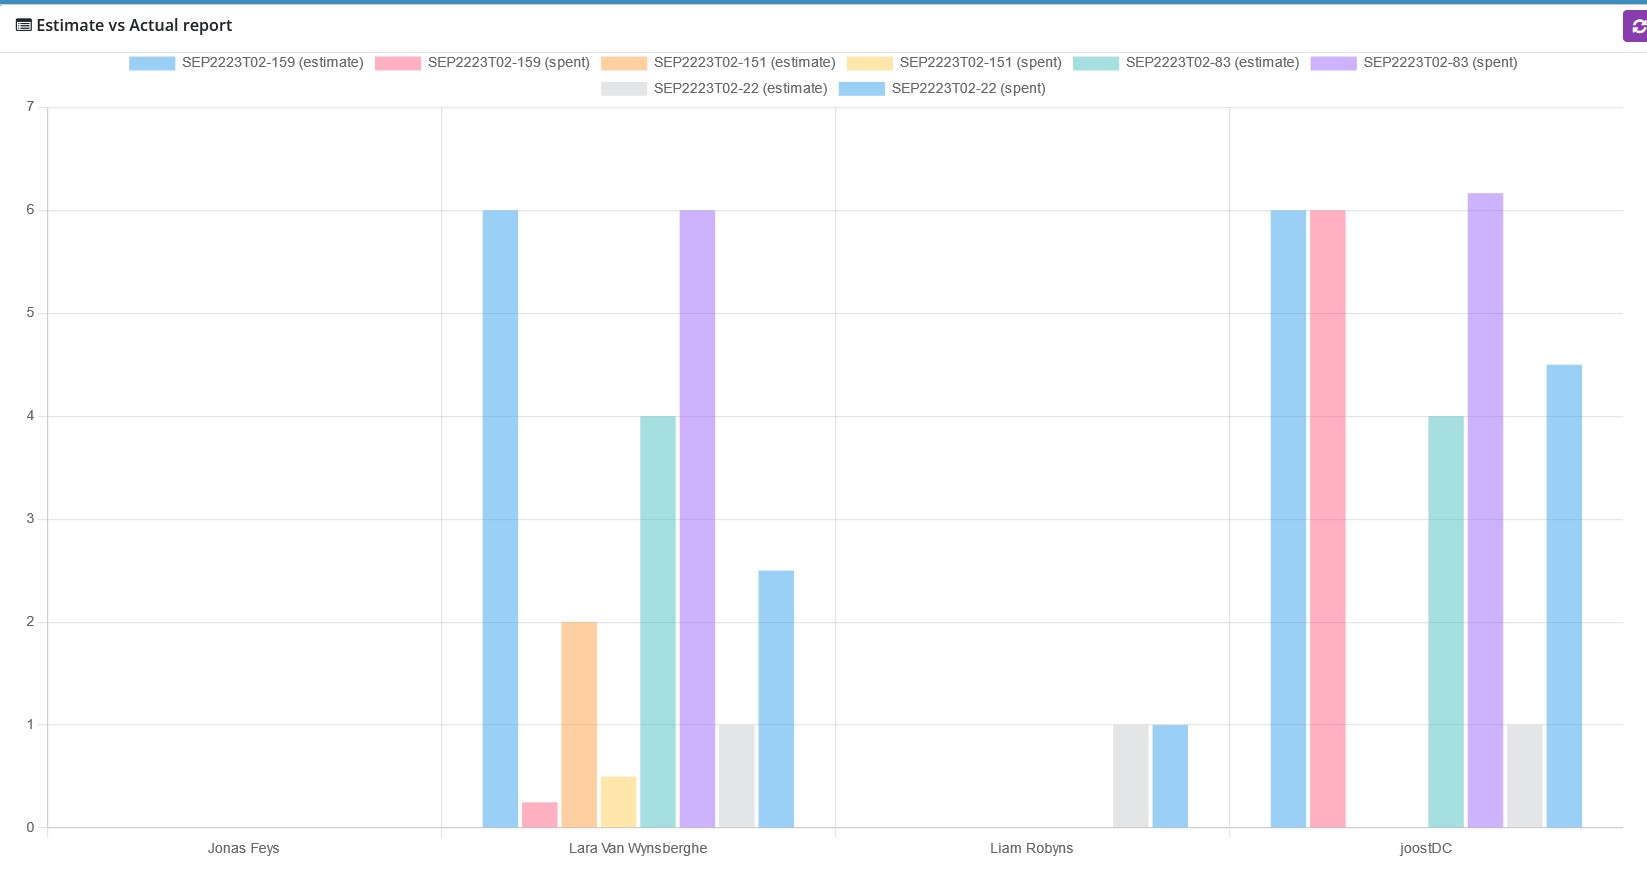 Estimate vs Actual report
SEP2223T02-159 (estimate) SEP2223T02-159 (spent) SEP2223T02-151 (estimate) SEP2223T02-151 (spent) SEP2223T02-83 (estimate) SEP2223T02-83 (spent)
SEP2223T02-22 (estimate) SEP2223T02-22 (spent)
7
6
5
4
3
2
1
0
Jonas Feys Lara Van Wynsberghe Liam Robyns joostDC